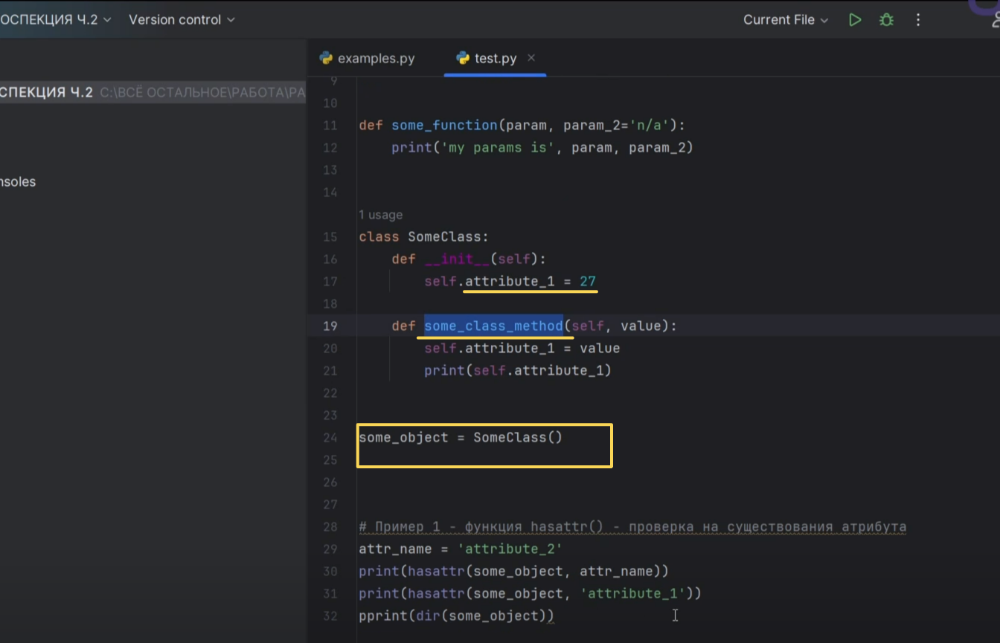 ОСПЕКЦИЯ Ч.2 Version control Current File
examples.py test.py
СПЕКЦИЯ Ч.2 C:\ВСЁ ОСТАЛЬНОЕ\РАБОТА\РА
nsoles
9
10
11 def some_function(param, param_2='n/a'):
12 print('my params is', param, param_2)
13
14
1 usage
15 class SomeClass:
16 def __init__(self):
17 self.attribute_1 = 27
18
19 def some_class_method(self, value):
20 self.attribute_1 = value
21 print(self.attribute_1)
22
23
24 some_object = SomeClass()
25
26
27
28 # Пример 1 - функция hasattr() - проверка на существования атрибута
29 attr_name = 'attribute_2'
30 print(hasattr(some_object, attr_name))
31 print(hasattr(some_object, 'attribute_1'))
32 pprint(dir(some_object))